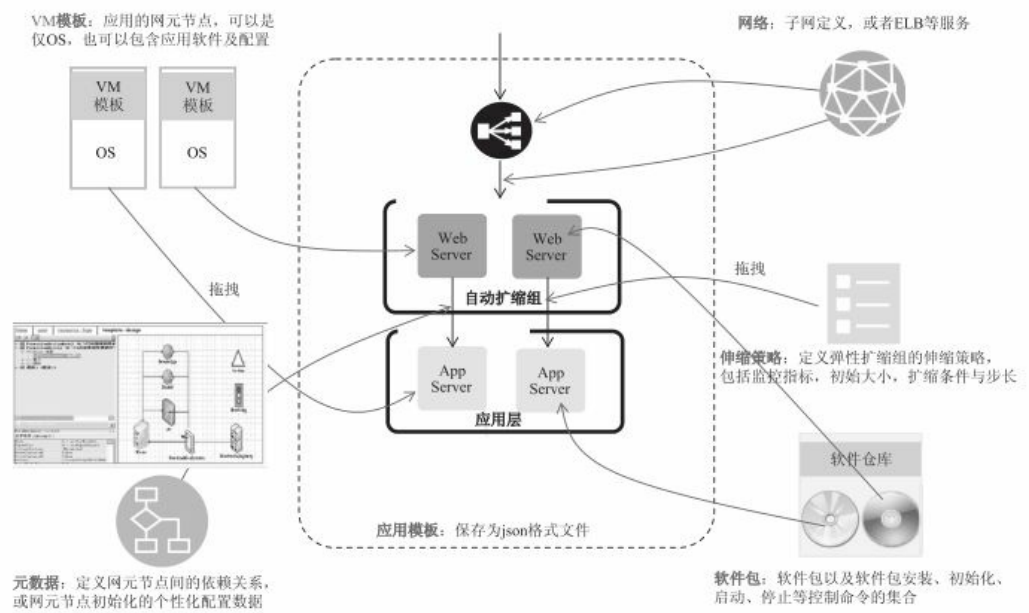 VM模板：应用的网元节点，可以是
仅OS，也可以包含应用软件及配置
网络：子网定义，或者ELB等服务
VM
模板
OS
VM
模板
OS
Web
Server
Web
Server
自动扩缩组
拖拽
拖拽
App
Server
App
Server
应用层
伸缩策略：定义弹性扩缩组的伸缩策略，
包括监控指标，初始大小，扩缩条件与步长
软件仓库
应用模板：保存为json格式文件
元数据：定义网元节点间的依赖关系，
或网元节点初始化的个性化配置数据
软件包：软件包以及软件包安装、初始化、
启动、停止等控制命令的集合